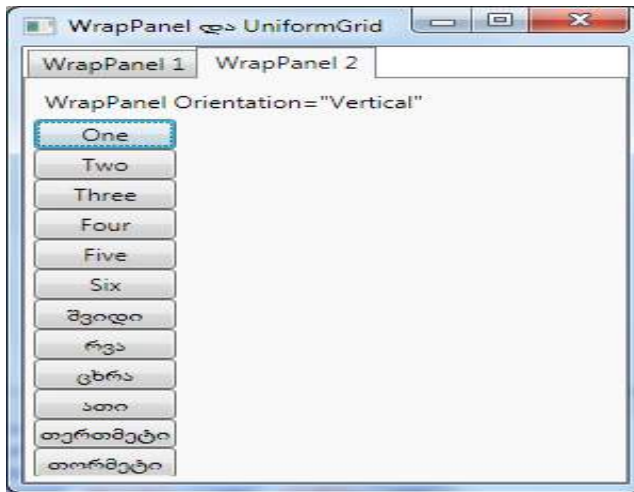 WrapPanel და UniformGrid
WrapPanel 1 WrapPanel 2
WrapPanel Orientation="Vertical"
One
Two
Three
Four
Five
Six
შვიდი
რვა
ცხრა
ათი
თერთმეტი
თორმეტი